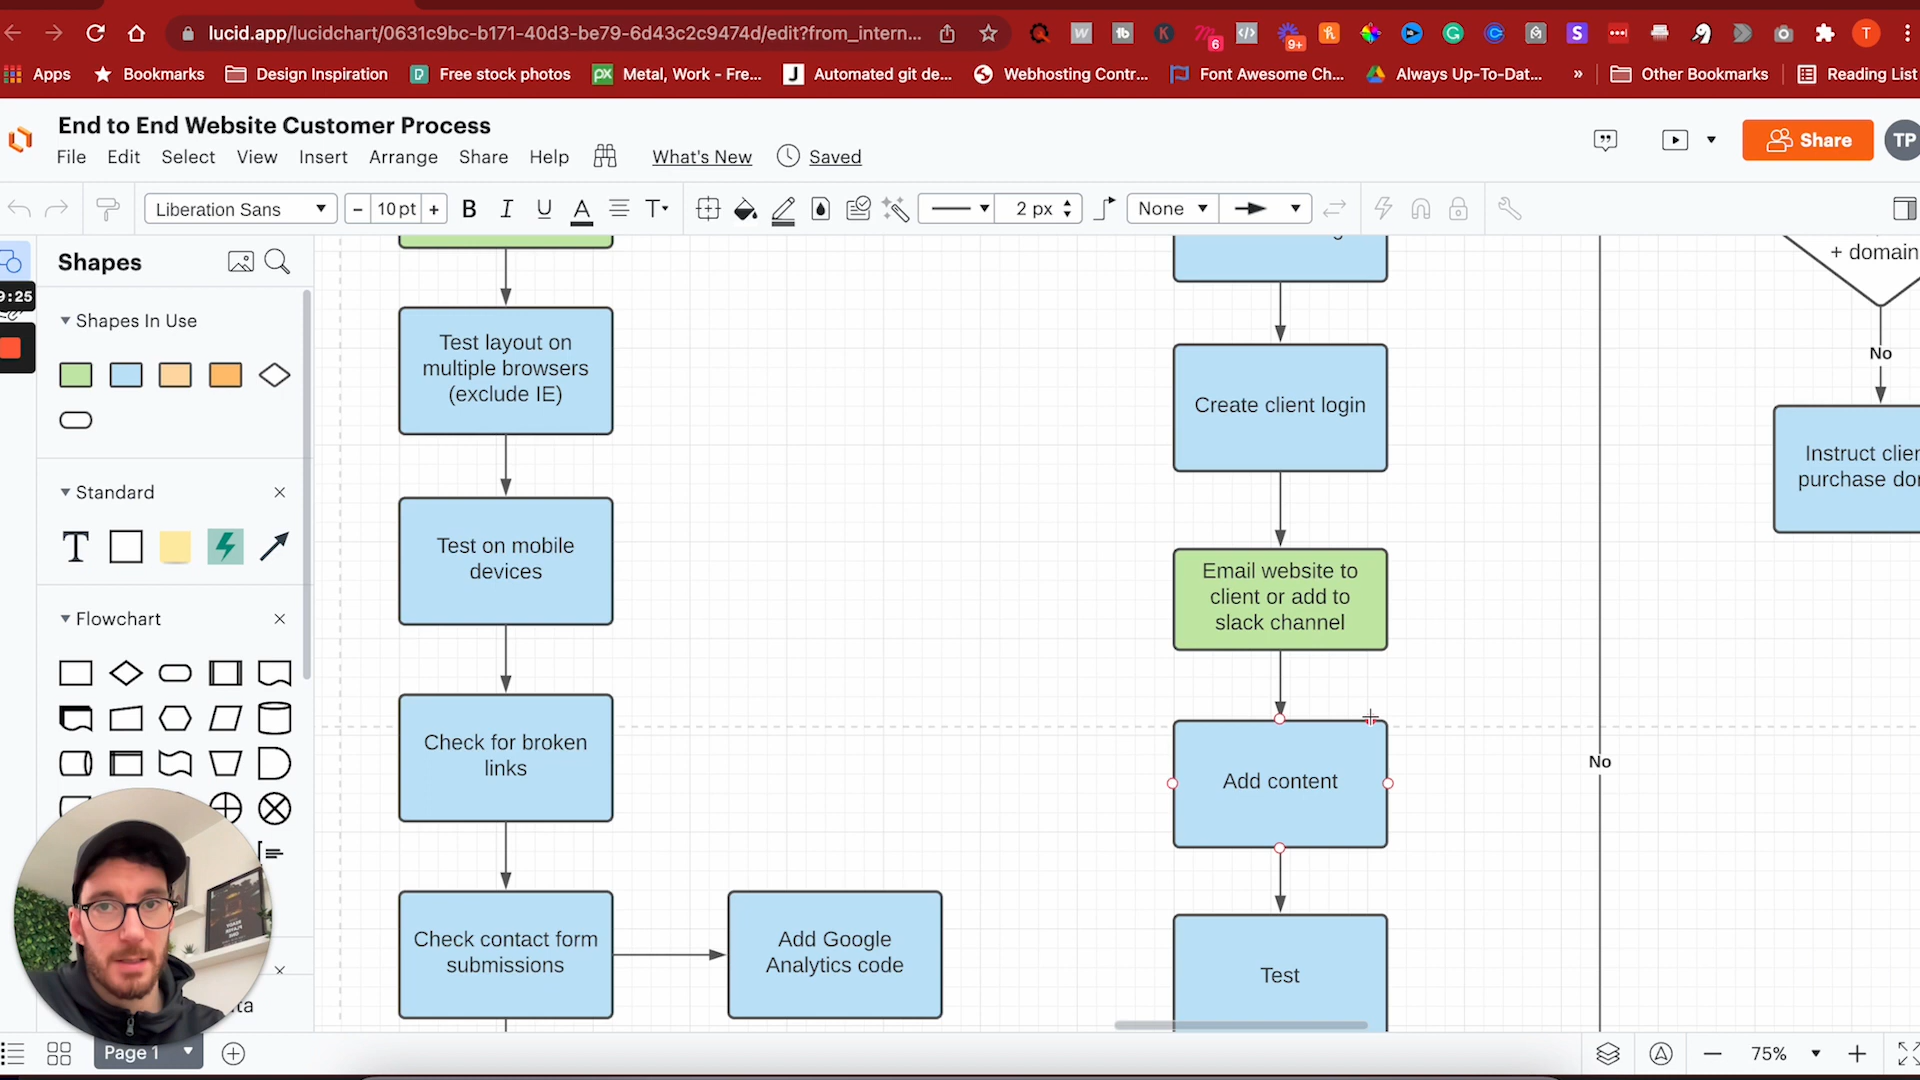 lucid.app/lucidchart/0631c9bc-b171-40d3-be79-6d43c2c9474d/edit?from_intern...
6
9+
T
Apps
Bookmarks
Design Inspiration
Free stock photos
Metal, Work - Fre...
Automated git de...
Webhosting Contr...
Font Awesome Ch...
Always Up-To-Dat...
»
Other Bookmarks
Reading List
End to End Website Customer Process
File
Edit
Select
View
Insert
Arrange
Share
Help
What's New
Saved
Share
TP
Liberation Sans
10 pt
2 px
None
Shapes
9:25
Shapes In Use
Standard
Flowchart
Page 1
75%
Test layout on
multiple browsers
(exclude IE)
Test on mobile
devices
Check for broken
links
Check contact form
submissions
Add Google
Analytics code
Create client login
Email website to
client or add to
slack channel
Add content
Test
No
+ domain
No
Instruct clien
purchase do